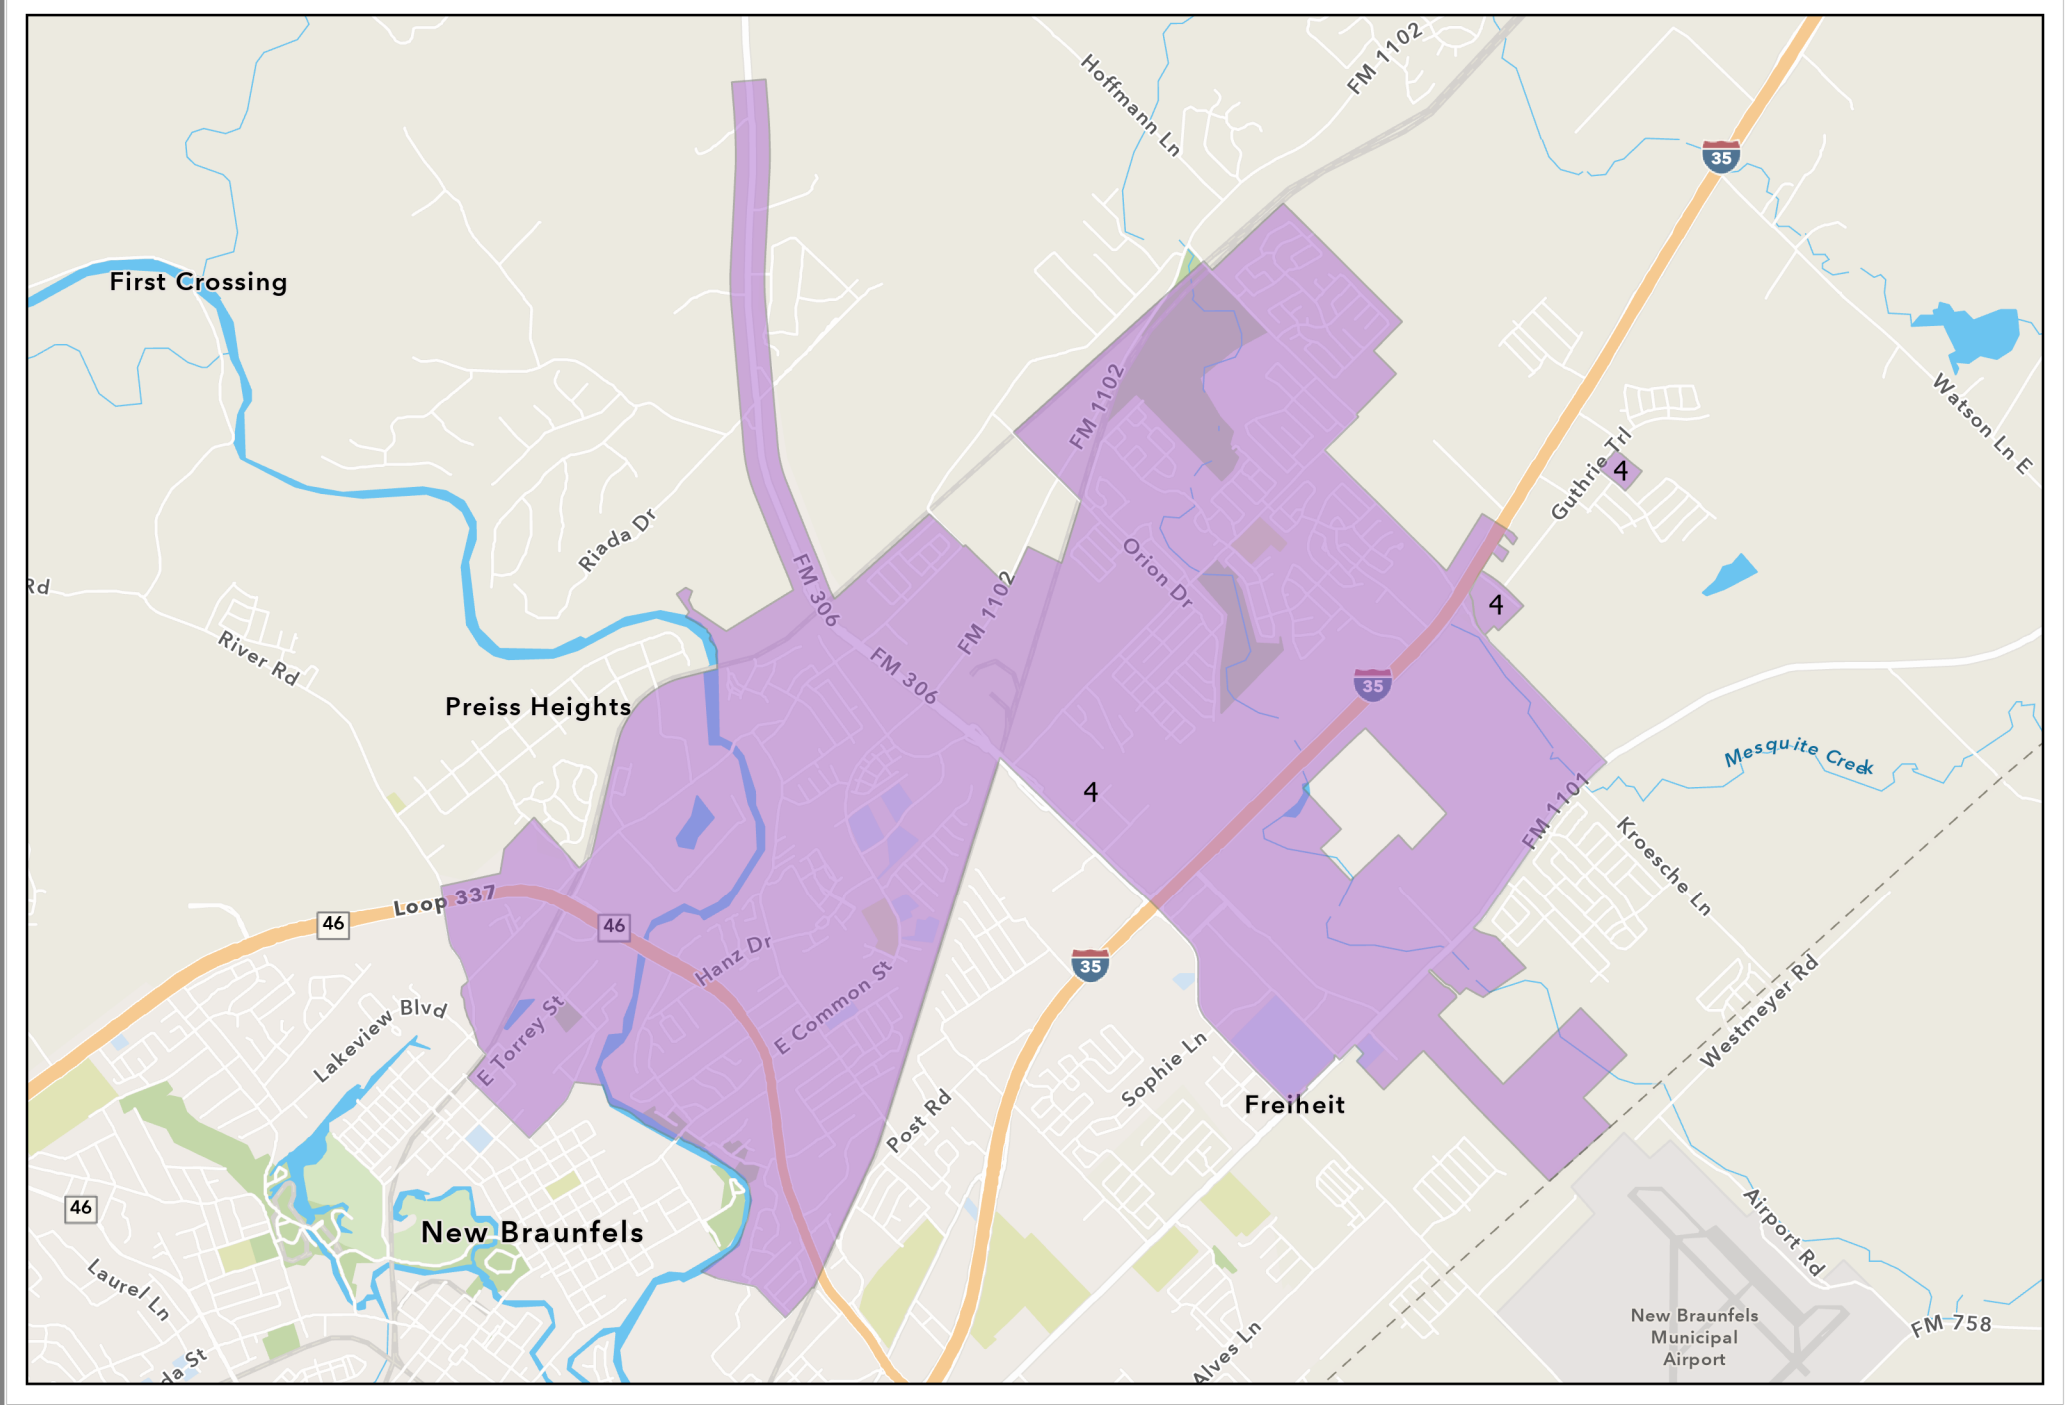 FM 1102
Hoffmann Ln
35
First Crossing
Watson Ln E
FM 1102
Guthrie Trl
4
Riada Dr
FM 306
Orion Dr
FM 1102
4
Rd
River Rd
FM 306
35
Preiss Heights
Mesquite Creek
4
FM 1101
Kroesche Ln
Loop 337
46
46
Hanz Dr
35
E Common St
Lakeview Blvd
E Torrey St
Westmeyer Rd
Sophie Ln
Post Rd
Freiheit
46
New Braunfels
Airport Rd
Laurel Ln
New Braunfels
Municipal
Airport
FM 758
da St
Alves Ln